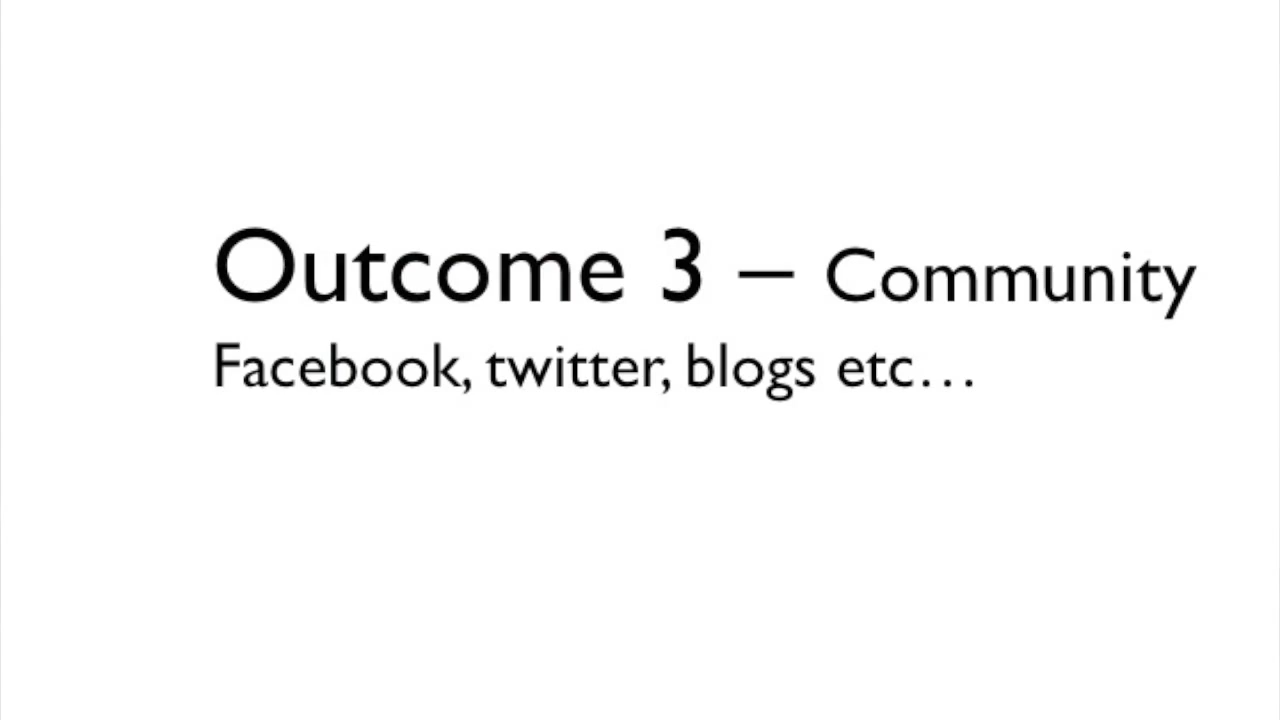 Outcome 3 – Community
Facebook, twitter, blogs etc…